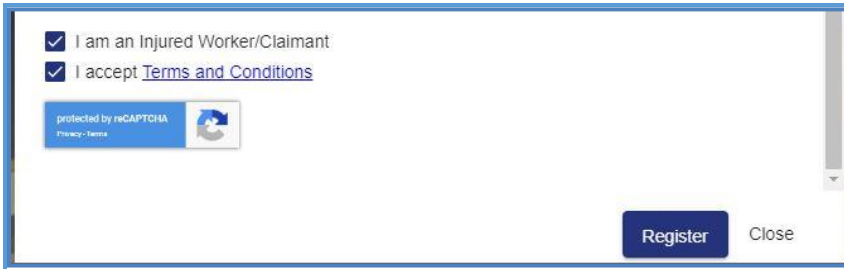 I am an Injured Worker/Claimant
I accept Terms and Conditions
protected by reCAPTCHA
Privacy - Terms
Register
Close